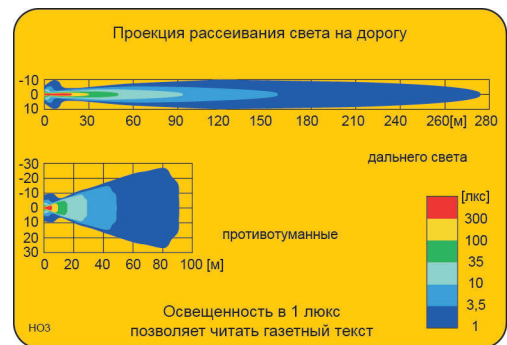 Проекция рассеивания света на дорогу
-10
0
10
0 30 60 90 120 150 180 210 240 260[м] 280
дальнего света
-30
-20
-10
0
10
20
30
0 20 40 60 80 100 [м]
противотуманные
[лкс]
300
100
35
10
3,5
1
Освещенность в 1 люкс
позволяет читать газетный текст
НО3